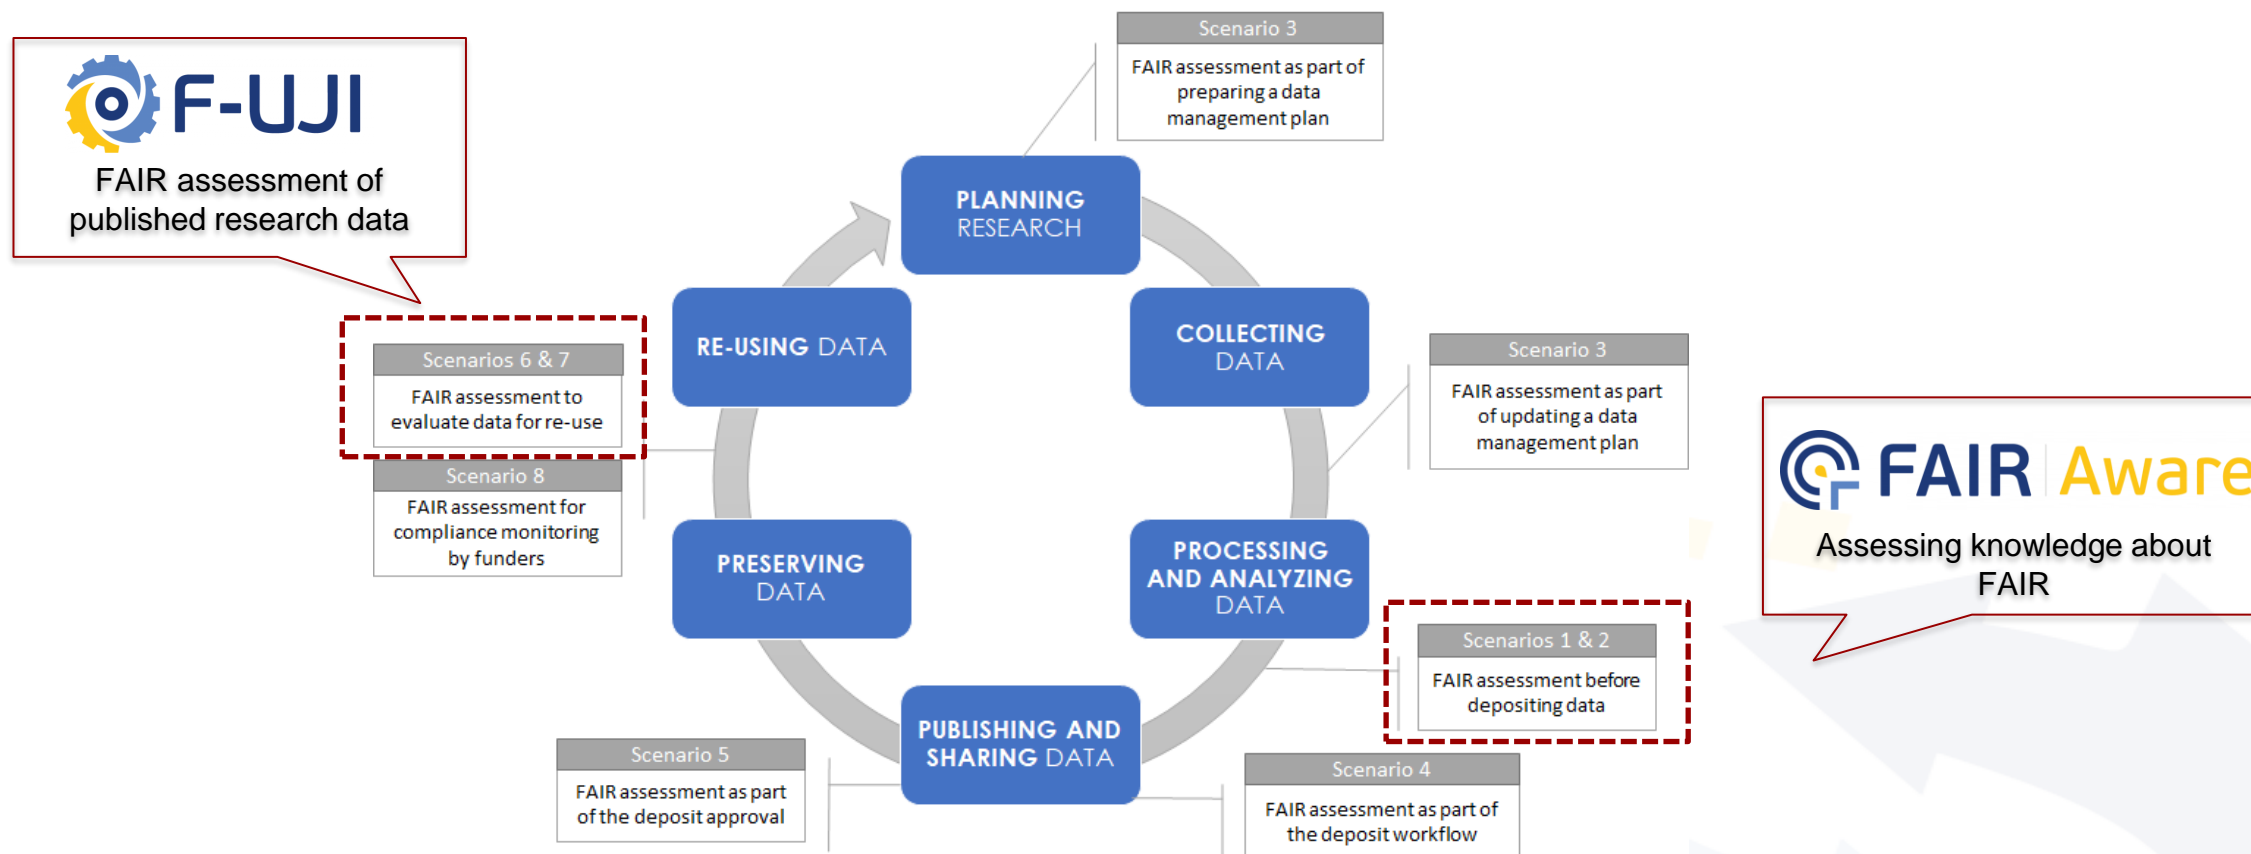 F-UJI
FAIR assessment of
published research data
Scenario 3
FAIR assessment as part of
preparing a data
management plan
PLANNING
RESEARCH
COLLECTING
DATA
RE-USING DATA
Scenarios 6 & 7
FAIR assessment to
evaluate data for re-use
Scenario 8
FAIR assessment for
compliance monitoring
by funders
Scenario 3
FAIR assessment as part
of updating a data
management plan
FAIR Aware
Assessing knowledge about
FAIR
PRESERVING
DATA
PROCESSING
AND ANALYZING
DATA
Scenarios 1 & 2
FAIR assessment before
depositing data
PUBLISHING AND
SHARING DATA
Scenario 5
FAIR assessment as part
of the deposit approval
Scenario 4
FAIR assessment as part of
the deposit workflow